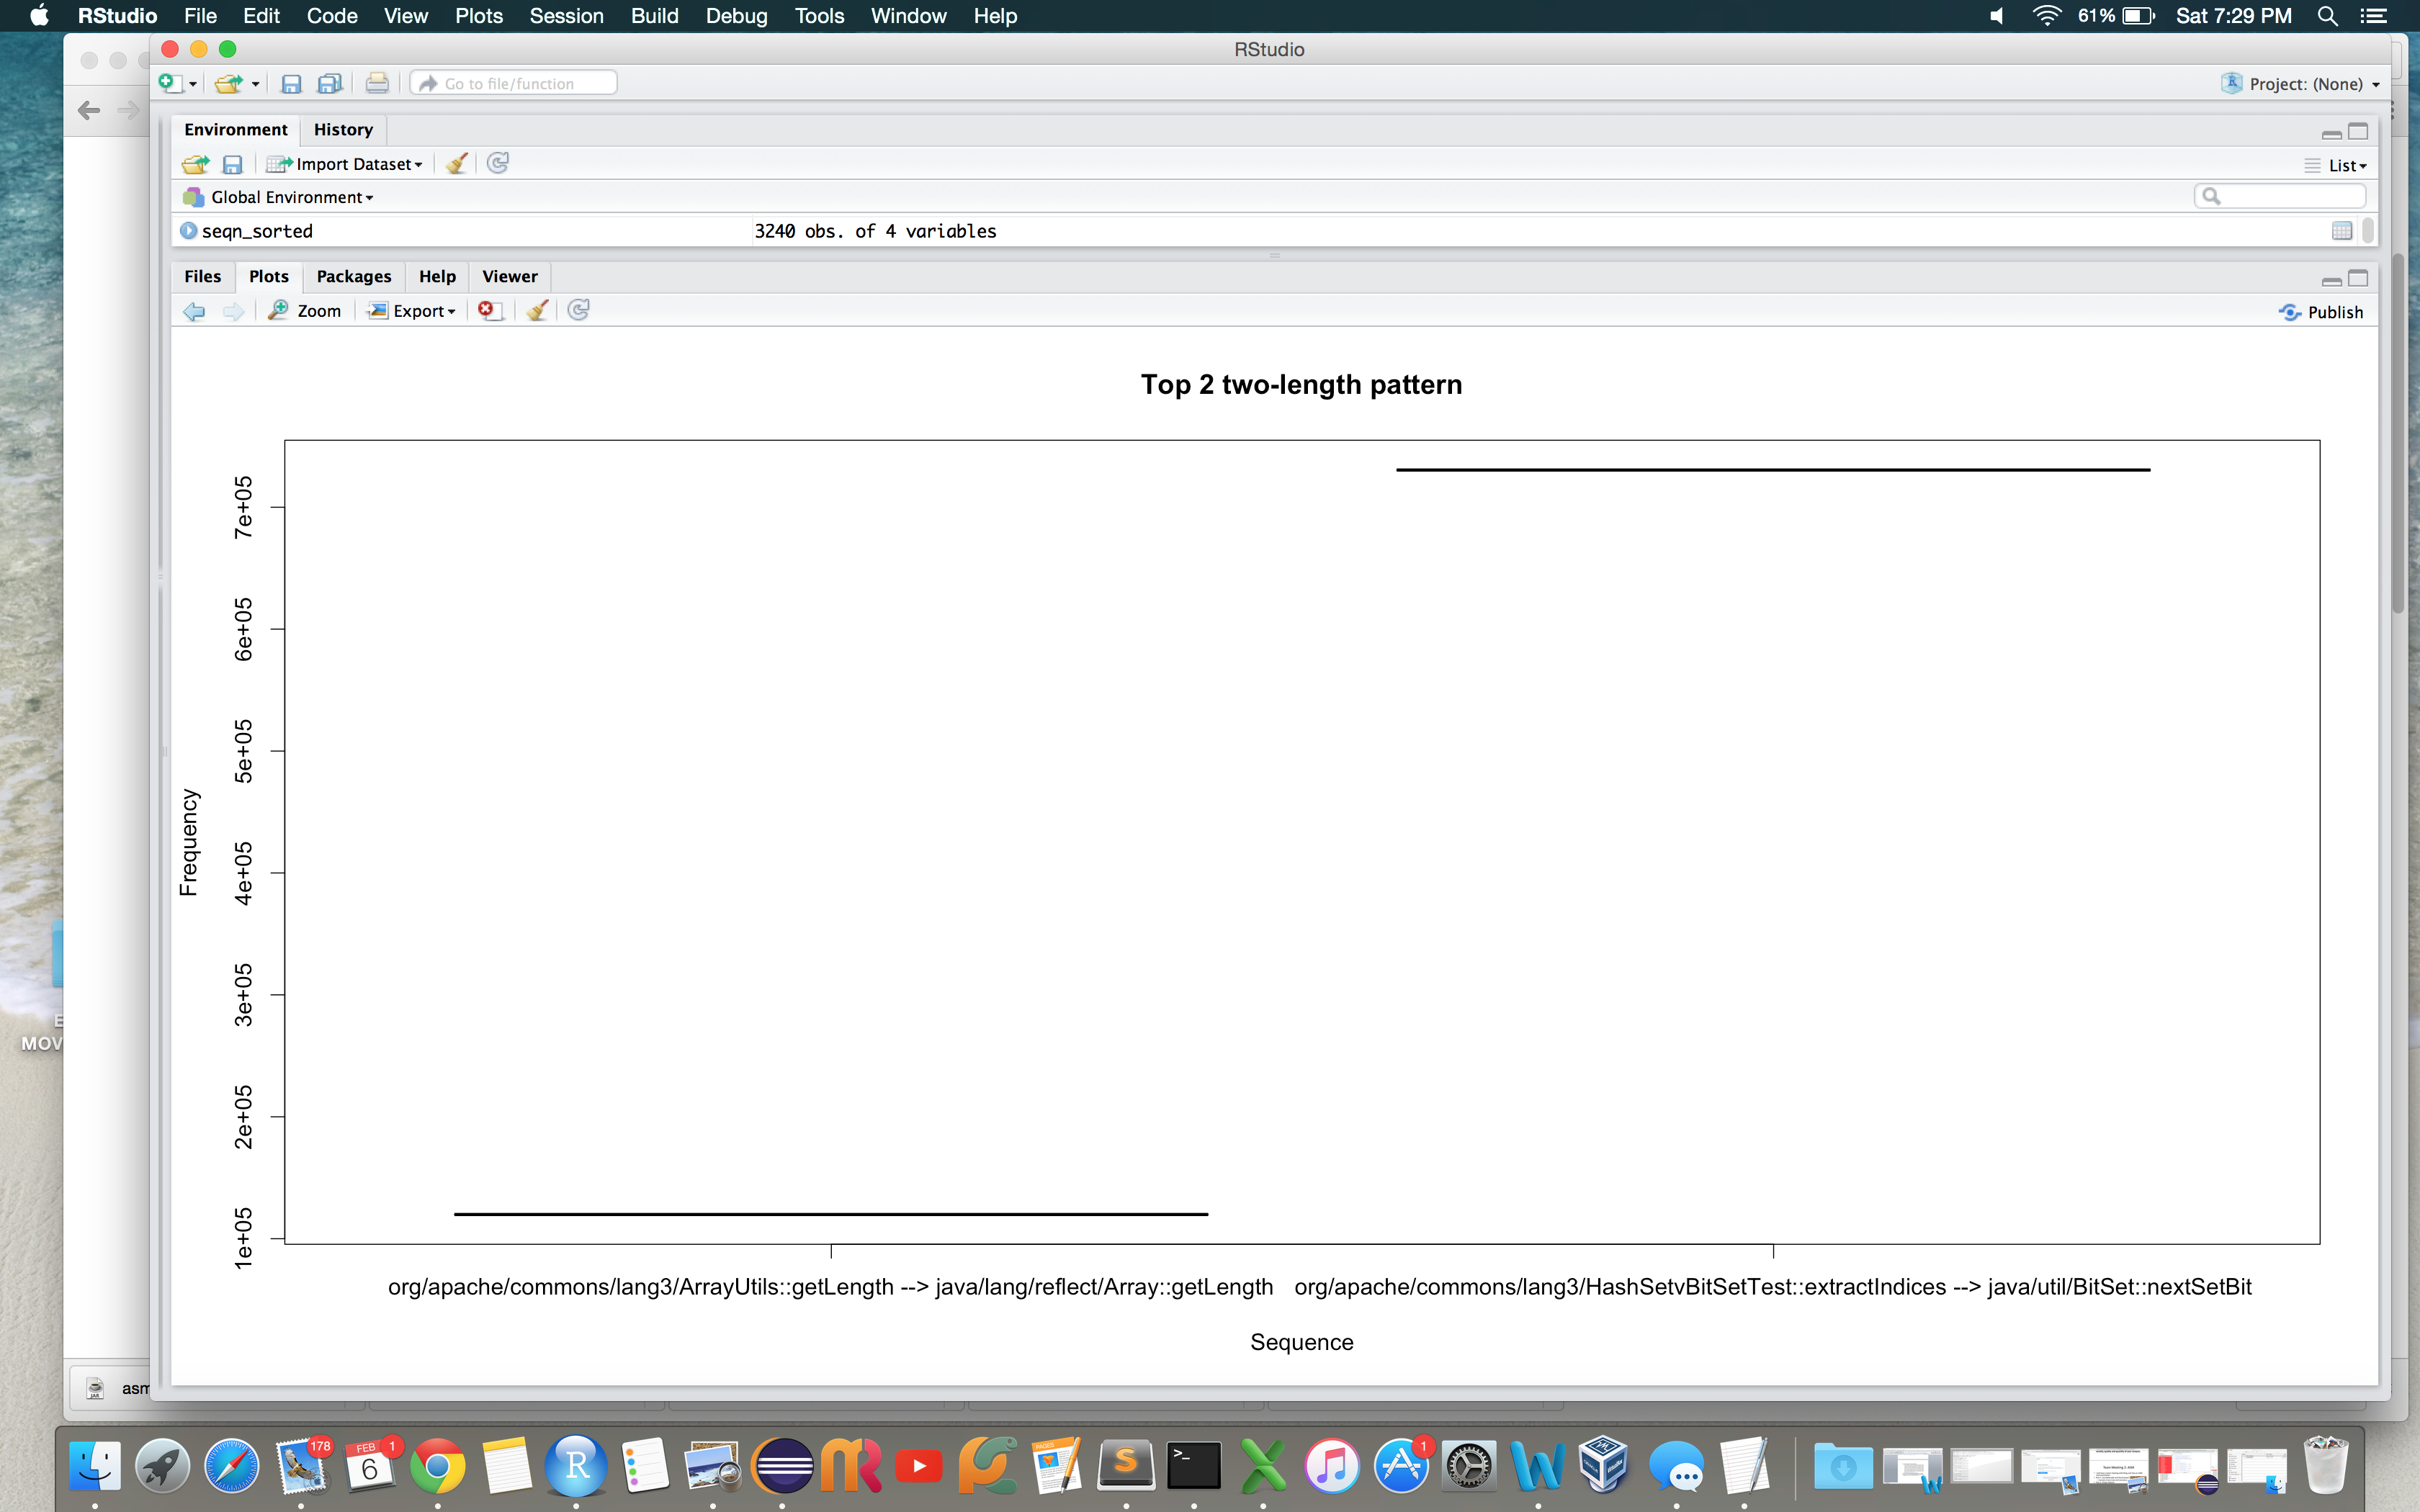 RStudio File Edit Code View Plots Session Build Debug Tools Window Help 61% Sat 7:29 PM
RStudio
Go to file/function Project: (None)
Environment History
Import Dataset List
Global Environment
seqn_sorted 3240 obs. of 4 variables
Files Plots Packages Help Viewer
Zoom Export Publish
Top 2 two-length pattern
7e+05
6e+05
5e+05
4e+05
3e+05
2e+05
1e+05
Frequency
org/apache/commons/lang3/ArrayUtils::getLength --> java/lang/reflect/Array::getLength org/apache/commons/lang3/HashSetvBitSetTest::extractIndices --> java/util/BitSet::nextSetBit
Sequence
MOV
asm
178 FEB 6 1 1